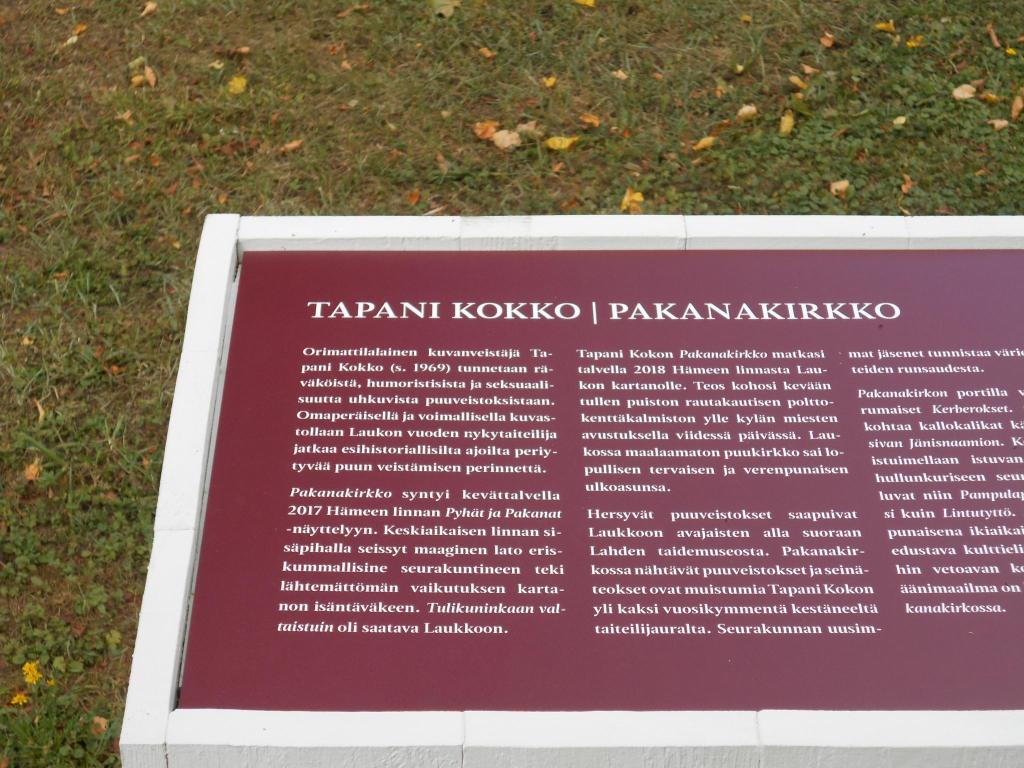 TAPANI KOKKO | PAKANAKIRKKO
Orimattilalainen kuvanveistäjä Ta-
pani Kokko (s. 1969) tunnetaan rä-
väköistä, humoristisista ja seksuaali-
suutta uhkuvista puuveistoksistaan.
Omaperäisellä ja voimallisella kuvas-
tollaan Laukon vuoden nykytaiteilija
jatkaa esihistoriallisilta ajoilta periy-
tyvää puun veistämisen perinnettä.
Pakanakirkko syntyi kevättalvella
2017 Hämeen linnan Pyhät ja Pakanat
-näyttelyyn. Keskiaikaisen linnan si-
säpihalla seissyt maaginen lato eris-
kummallisine seurakuntineen teki
lähtemättömän vaikutuksen karta-
non isäntäväkeen. Tulikuninkaan val-
taistuin oli saatava Laukkoon.
Tapani Kokon Pakanakirkko matkasi
talvella 2018 Hämeen linnasta Lau-
kon kartanolle. Teos kohosi kevään
tullen puiston rautakautisen poltto-
kenttäkalmiston ylle kylän miesten
avustuksella viidessä päivässä. Lau-
kossa maalaamaton puukirkko sai lo-
pullisen tervaisen ja verenpunaisen
ulkoasunsa.
Hersyvät puuveistokset saapuivat
Laukkoon avajaisten alla suoraan
Lahden taidemuseosta. Pakanakir-
kossa nähtävät puuveistokset ja seinä-
teokset ovat muistumia Tapani Kokon
yli kaksi vuosikymmentä kestäneeltä
taiteilijauralta. Seurakunnan uusim-
mat jäsenet tunnistaa värie
teiden runsaudesta.
Pakanakirkon portilla v
rumaiset Kerberokset.
kohtaa kallokalikat kä
sivan Jänisnaamion. K
istuimellaan istuvan
hullunkuriseen seur
luvat niin Pampula
si kuin Lintutyttö.
punaisena ikiaikai
edustava kulttieli
hin vetoavan k
äänimaailma on
kanakirkossa.